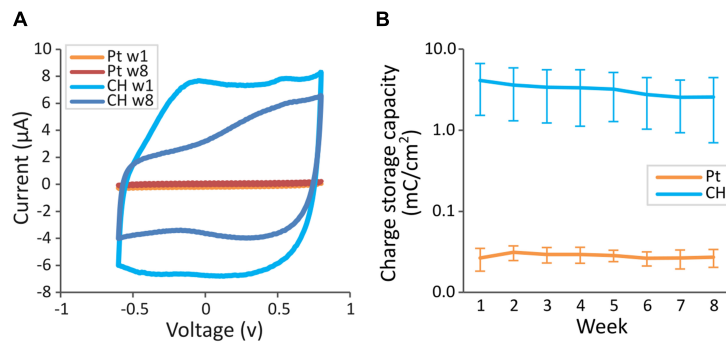 A
B
10
8
6
4
2
0
-2
-4
-6
-8
Current (µA)
Pt w1
Pt w8
CH w1
CH w8
-1
-0.5
0
0.5
1
Voltage (v)
Charge storage capacity
(mC/cm²)
10.0
1.0
0.1
0.0
Pt
CH
1 2 3 4 5 6 7 8
Week